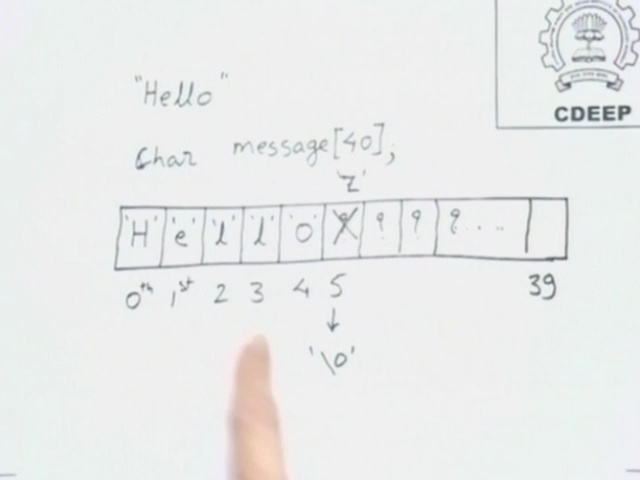 CDEEP
"Hello"
char message[40];
'Z'
'H' 'e' 'l' 'l' 'o' ? ? ? ....
0th 1st 2 3 4 5 39
↓
'\0'